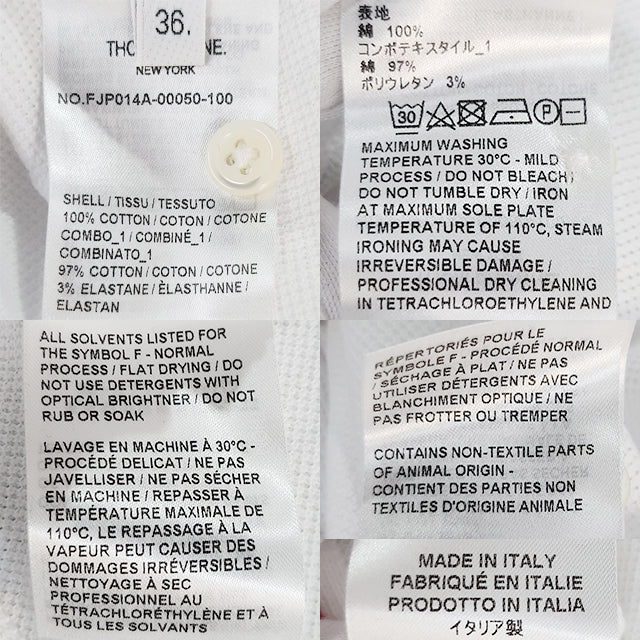 36.
NEW YORK
NO.FJP014A-00050-100
SHELL / TISSU / TESSUTO
100% COTTON / COTON / COTONE
COMBO_1 / COMBINÉ_1 /
COMBINATO_1
97% COTTON / COTON / COTONE
3% ELASTANE / ÈLASTHANNE /
ELASTAN
表地
綿 100%
コンポテキスタイル_1
綿 97%
ポリウレタン 3%
30 P
MAXIMUM WASHING
TEMPERATURE 30°C - MILD
PROCESS / DO NOT BLEACH /
DO NOT TUMBLE DRY / IRON
AT MAXIMUM SOLE PLATE
TEMPERATURE OF 110°C, STEAM
IRONING MAY CAUSE
IRREVERSIBLE DAMAGE /
PROFESSIONAL DRY CLEANING
IN TETRACHLOROETHYLENE AND
ALL SOLVENTS LISTED FOR
THE SYMBOL F - NORMAL
PROCESS / FLAT DRYING / DO
NOT USE DETERGENTS WITH
OPTICAL BRIGHTNER / DO NOT
RUB OR SOAK
LAVAGE EN MACHINE À 30°C -
PROCÉDÉ DELICAT / NE PAS
JAVELLISER / NE PAS SÉCHER
EN MACHINE / REPASSER À
TEMPÉRATURE MAXIMALE DE
110°C, LE REPASSAGE À LA
VAPEUR PEUT CAUSER DES
DOMMAGES IRRÉVERSIBLES /
NETTOYAGE À SEC
PROFESSIONNEL AU
TÉTRACHLORÉTHYLÈNE ET À
TOUS LES SOLVANTS
RÉPERTORIÉS POUR LE
SYMBOLE F - PROCÉDÉ NORMAL
/ SÉCHAGE À PLAT / NE PAS
UTILISER DÉTERGENTS AVEC
BLANCHIMENT OPTIQUE / NE
PAS FROTTER OU TREMPER
CONTAINS NON-TEXTILE PARTS
OF ANIMAL ORIGIN -
CONTIENT DES PARTIES NON
TEXTILES D'ORIGINE ANIMALE
MADE IN ITALY
FABRIQUÉ EN ITALIE
PRODOTTO IN ITALIA
イタリア製